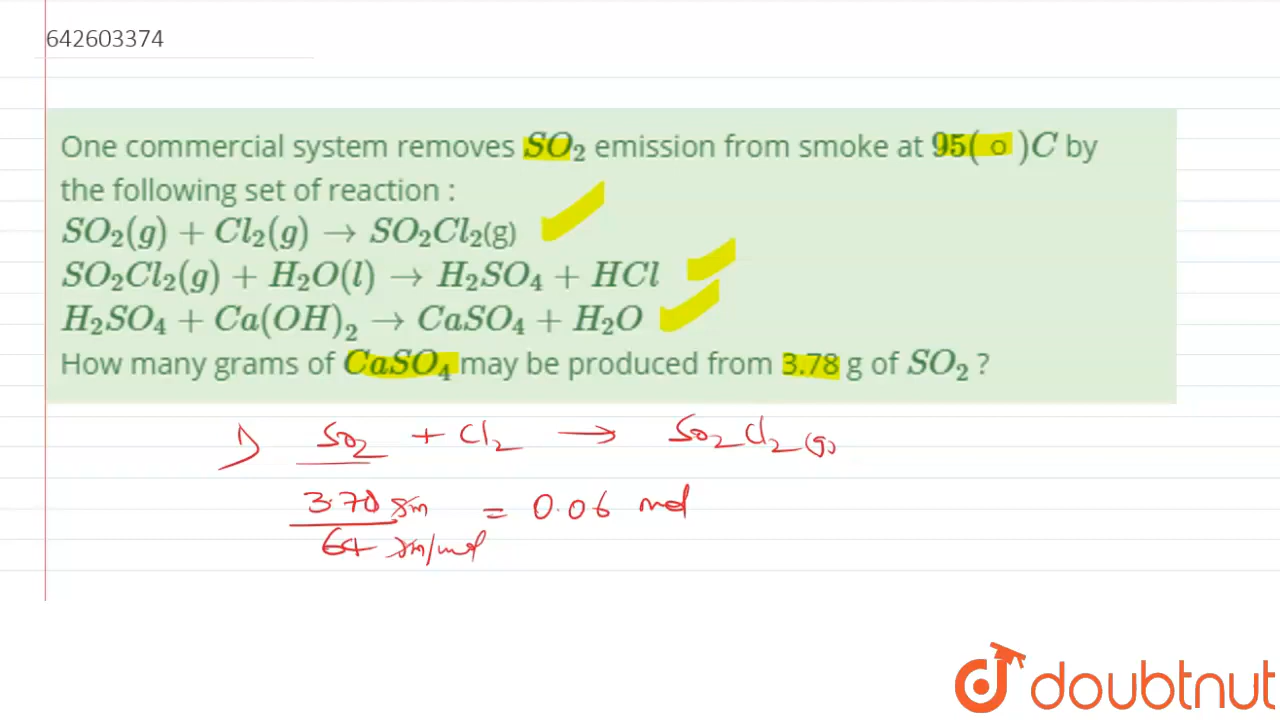 642603374
One commercial system removes SO₂ emission from smoke at 95(∘)C by
the following set of reaction :
SO₂(g) + Cl₂(g) → SO₂Cl₂(g)
SO₂Cl₂(g) + H₂O(l) → H₂SO₄ + HCl
H₂SO₄ + Ca(OH)₂ → CaSO₄ + H₂O
How many grams of CaSO₄ may be produced from 3.78 g of SO₂ ?
1) SO₂ + Cl₂ → SO₂Cl₂(g)
3.78 gm = 0.06 mol
64 gm/mol
doubtnut